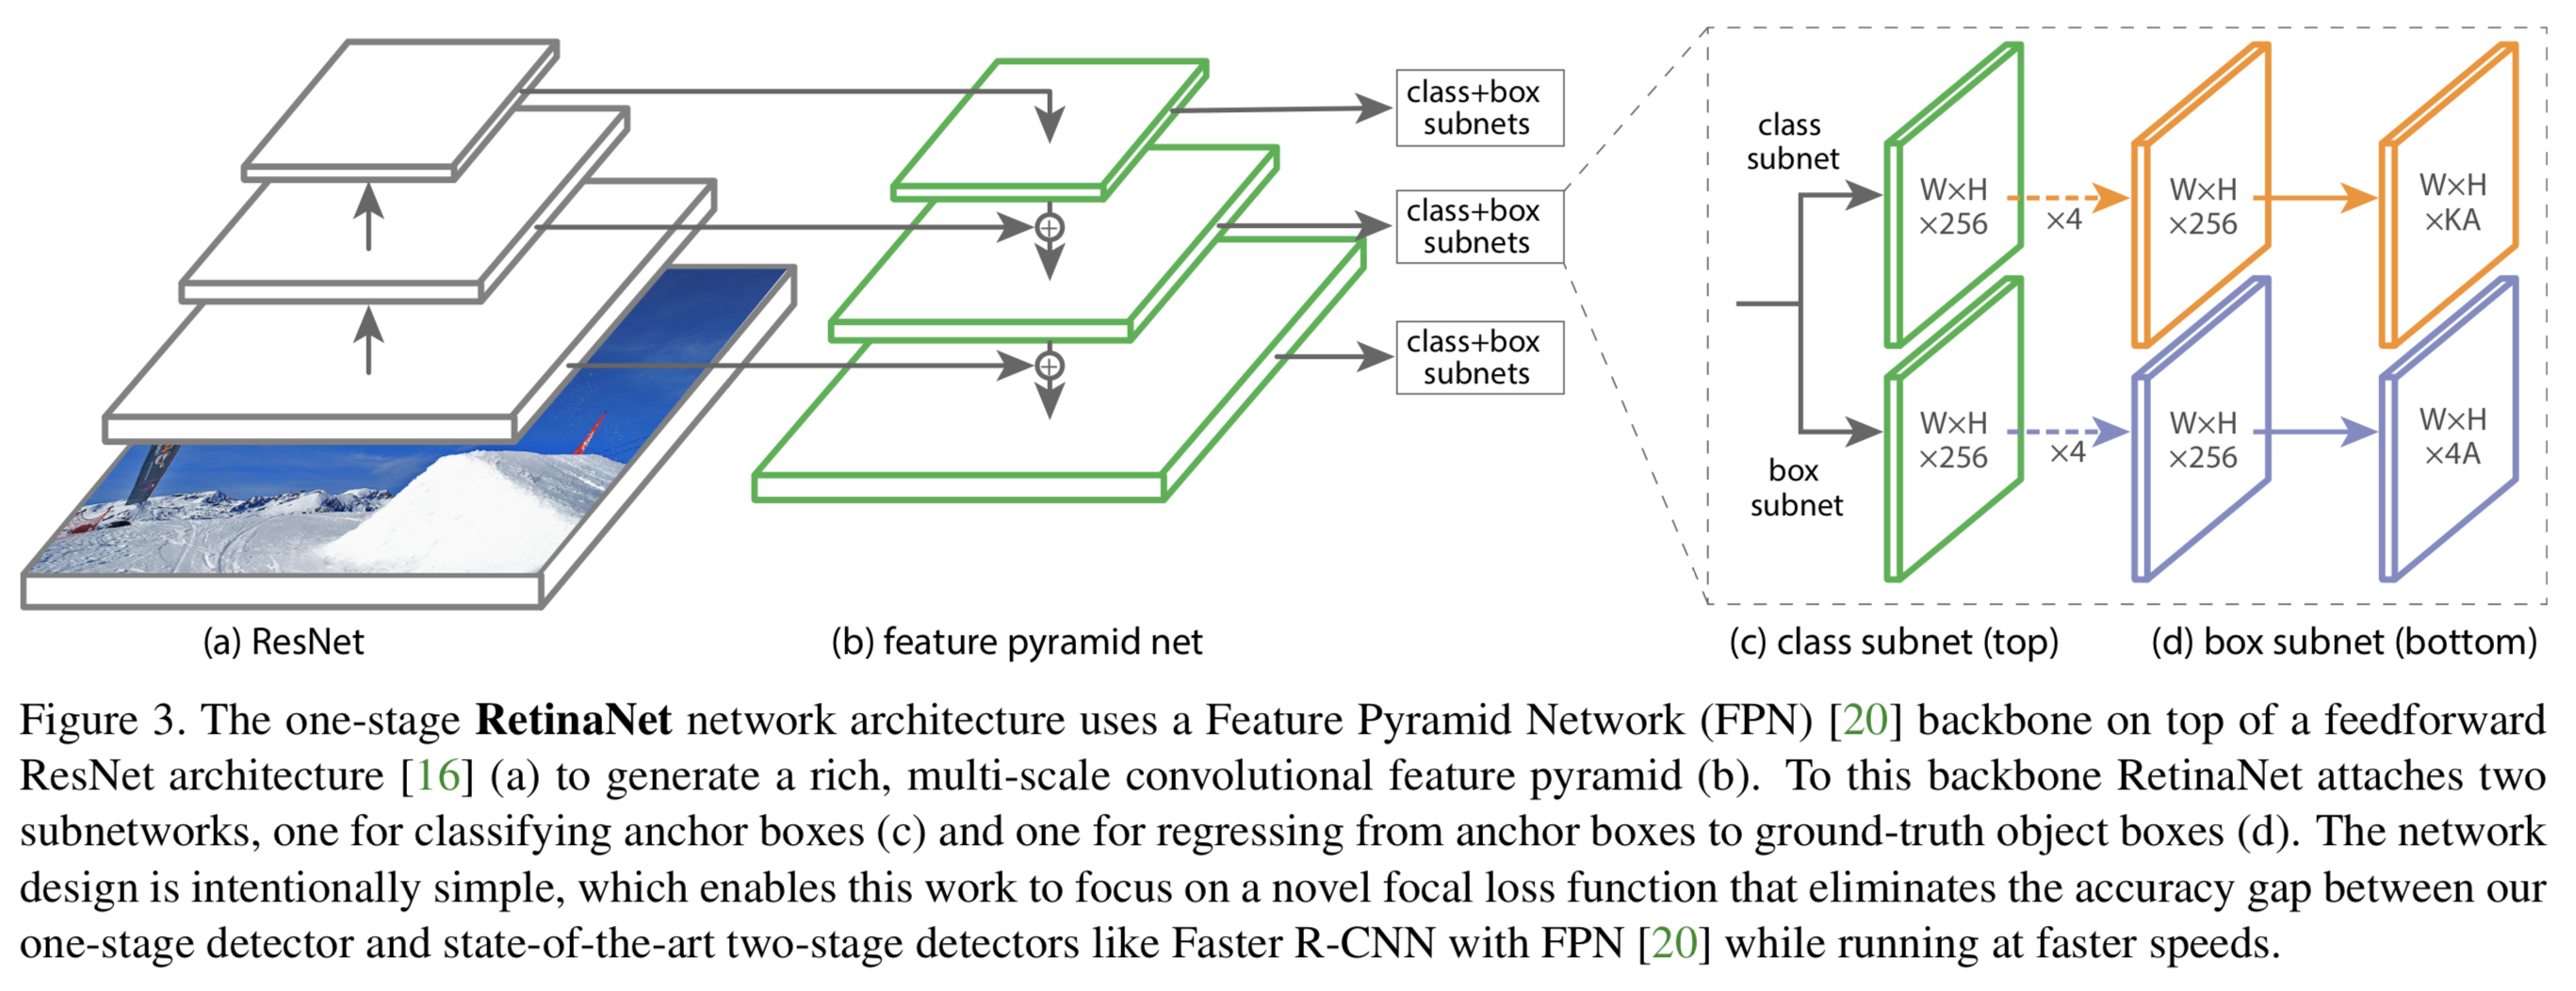 class+box
subnets
class+box
subnets
class+box
subnets
class
subnet
W×H
×256
×4
W×H
×256
W×H
×KA
box
subnet
W×H
×256
×4
W×H
×256
W×H
×4A
(a) ResNet
(b) feature pyramid net
(c) class subnet (top)
(d) box subnet (bottom)
Figure 3. The one-stage RetinaNet network architecture uses a Feature Pyramid Network (FPN) [20] backbone on top of a feedforward
ResNet architecture [16] (a) to generate a rich, multi-scale convolutional feature pyramid (b). To this backbone RetinaNet attaches two
subnetworks, one for classifying anchor boxes (c) and one for regressing from anchor boxes to ground-truth object boxes (d). The network
design is intentionally simple, which enables this work to focus on a novel focal loss function that eliminates the accuracy gap between our
one-stage detector and state-of-the-art two-stage detectors like Faster R-CNN with FPN [20] while running at faster speeds.